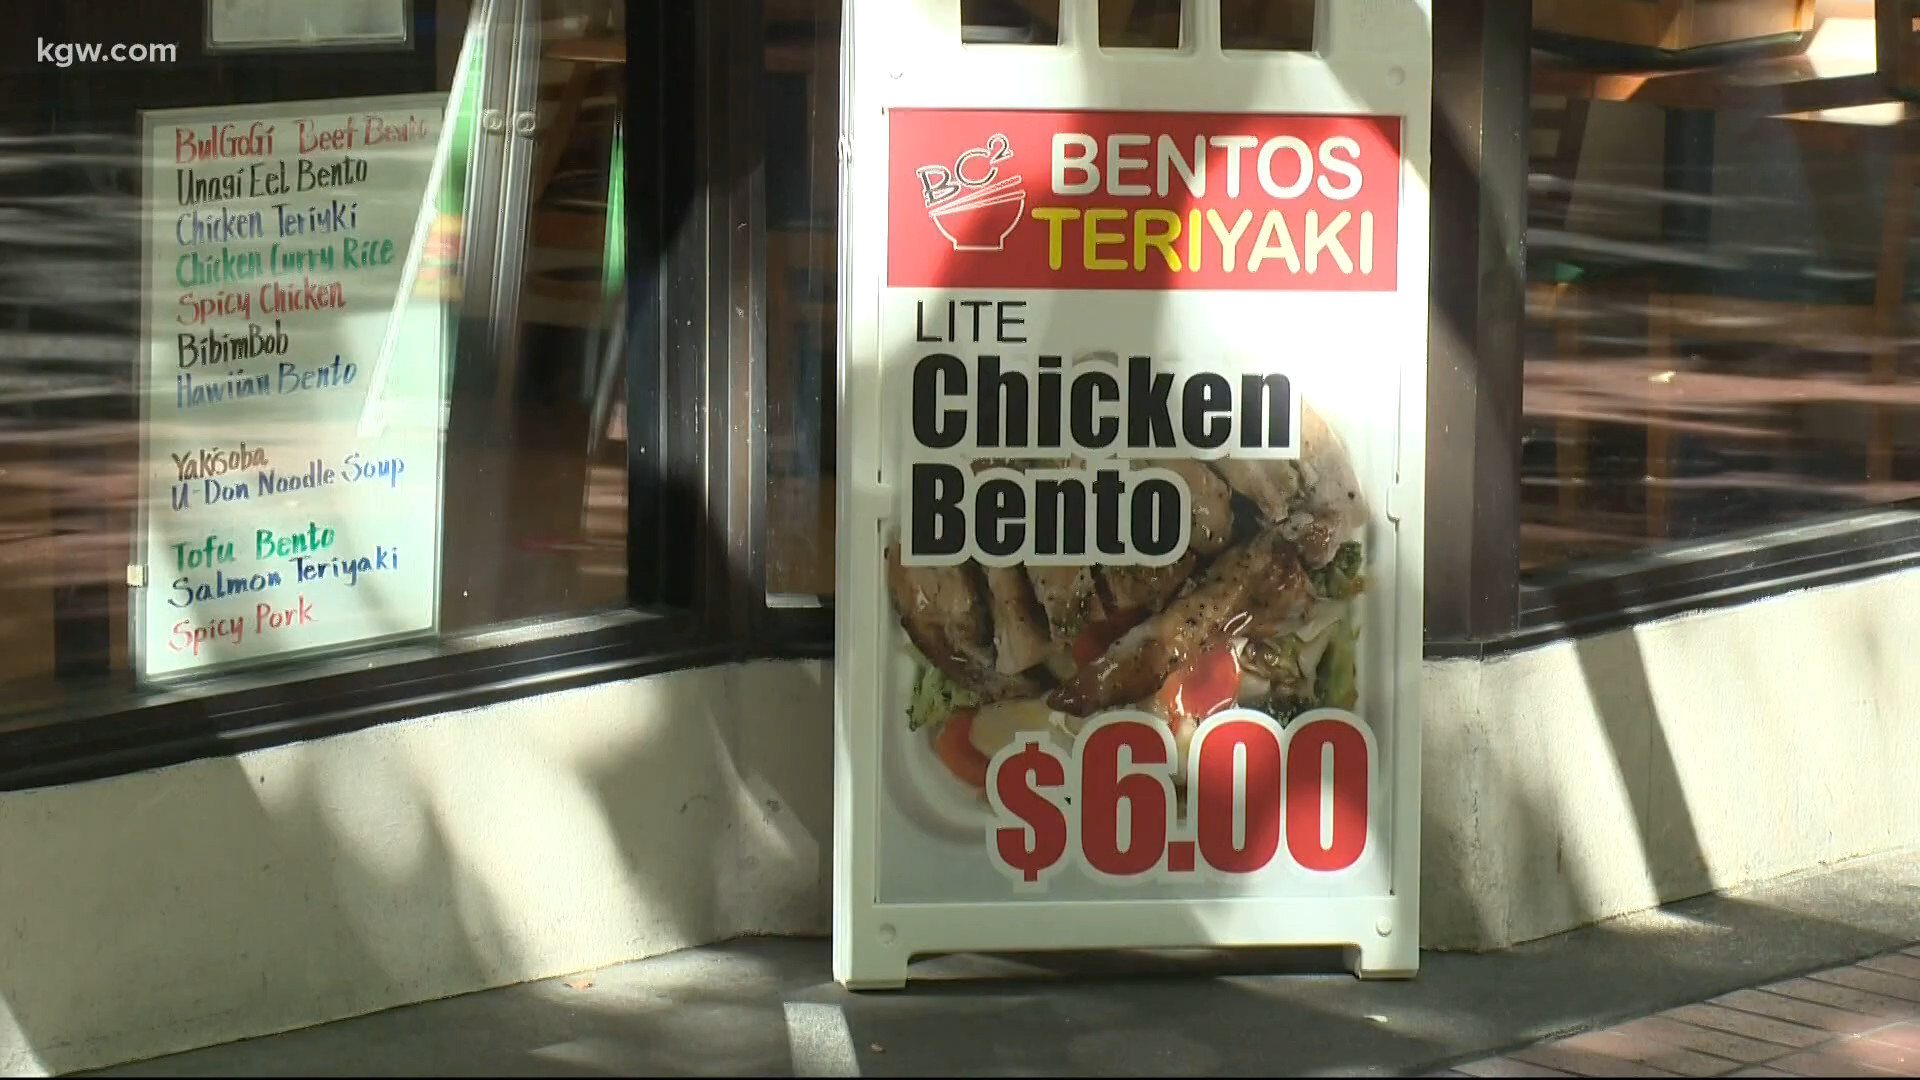 kgw.com
BulGoGi Beef Bento
Unagi Eel Bento
Chicken Teriyki
Chicken Curry Rice
Spicy Chicken
BibimBob
Hawiian Bento
Yakisoba
U-Don Noodle Soup
Tofu Bento
Salmon Teriyaki
Spicy Pork
BC²
BENTOS
TERIYAKI
LITE
Chicken
Bento
$6.00